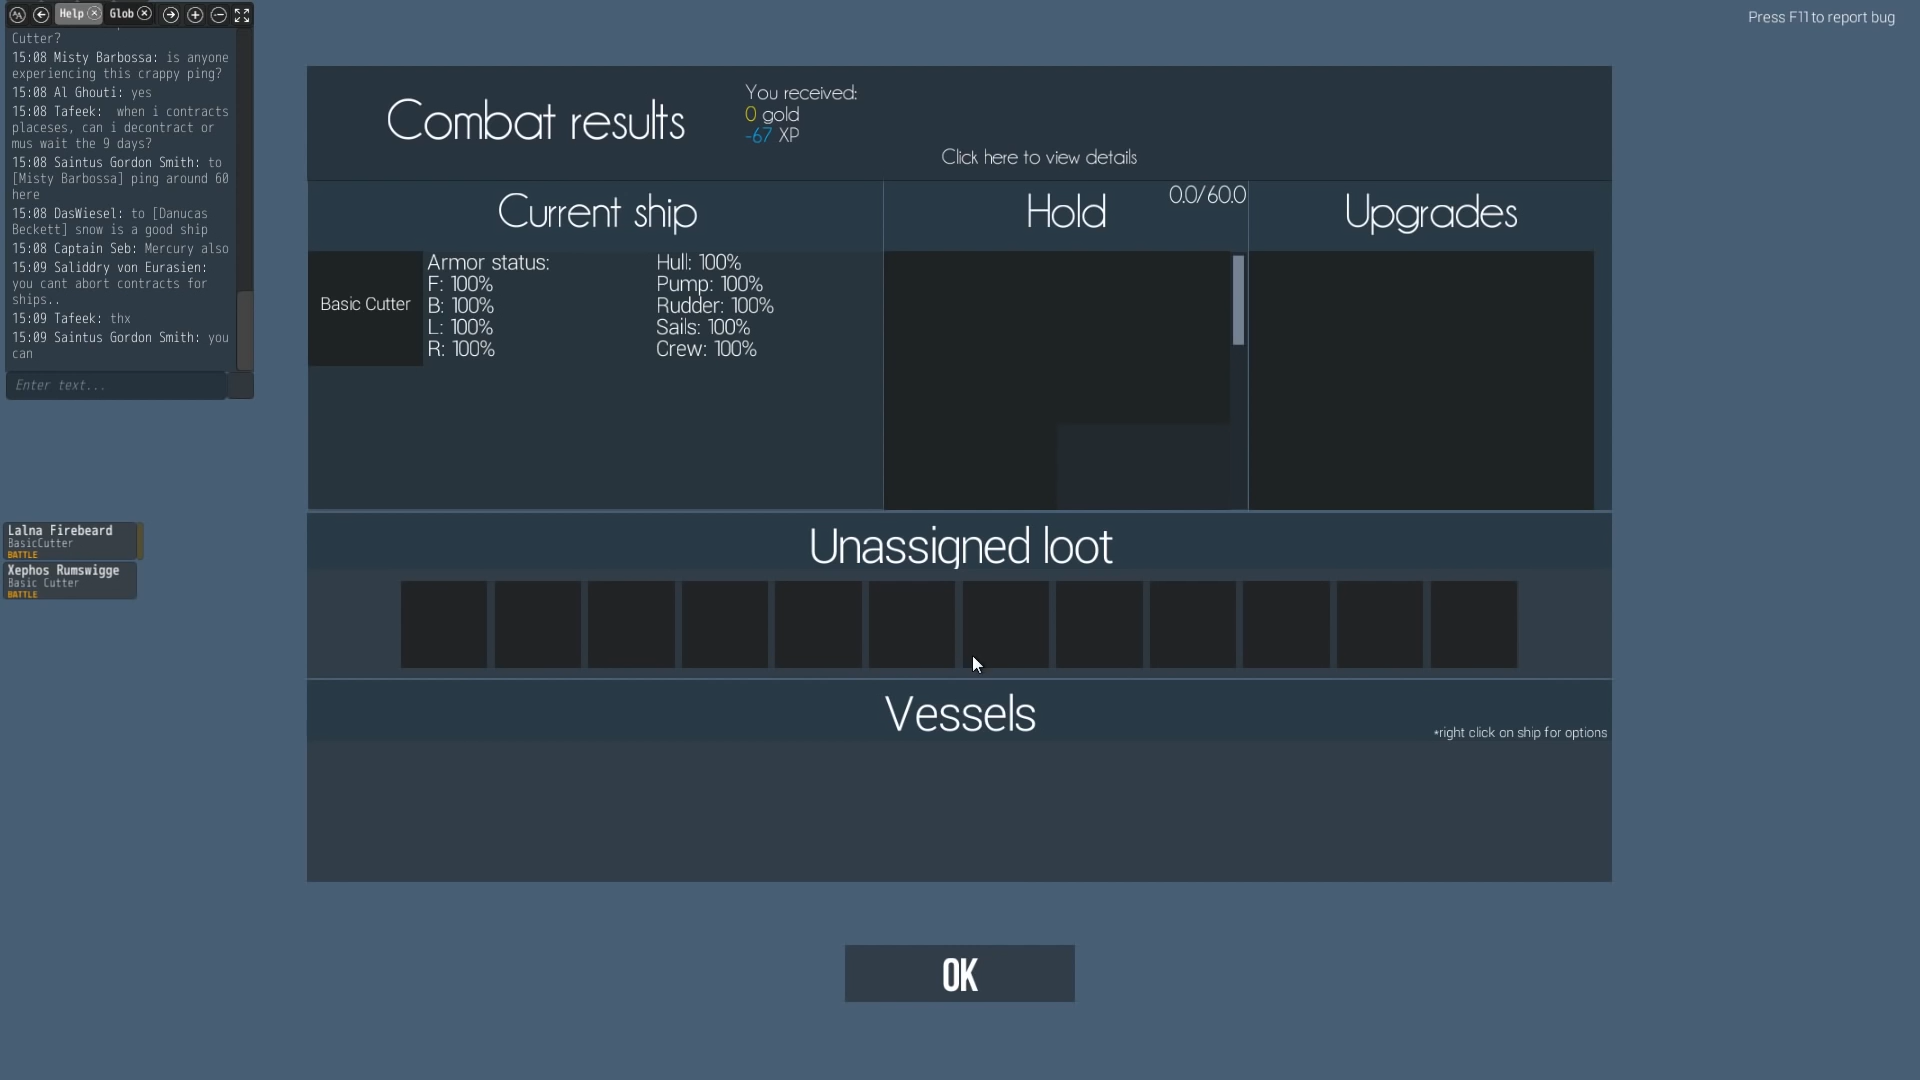 Help
Glob
Press F11 to report bug
Cutter?
15:08 Misty Barbossa: is anyone
experiencing this crappy ping?
15:08 Al Ghouti: yes
15:08 Tafeek:  when i contracts
placeses, can i decontract or
mus wait the 9 days?
15:08 Saintus Gordon Smith: to
[Misty Barbossa] ping around 60
here
15:08 DasWiesel: to [Danucas
Beckett] snow is a good ship
15:08 Captain Seb: Mercury also
15:09 Saliddry von Eurasien:
you cant abort contracts for
ships..
15:09 Tafeek: thx
15:09 Saintus Gordon Smith: you
can
Enter text...
Lalna Firebeard
BasicCutter
BATTLE
Xephos Rumswigge
Basic Cutter
BATTLE
Combat results
You received:
0 gold
-67 XP
Click here to view details
Current ship
Hold
0.0/60.0
Upgrades
Basic Cutter
Armor status:
F: 100%
B: 100%
L: 100%
R: 100%
Hull: 100%
Pump: 100%
Rudder: 100%
Sails: 100%
Crew: 100%
Unassigned loot
Vessels
*right click on ship for options
OK